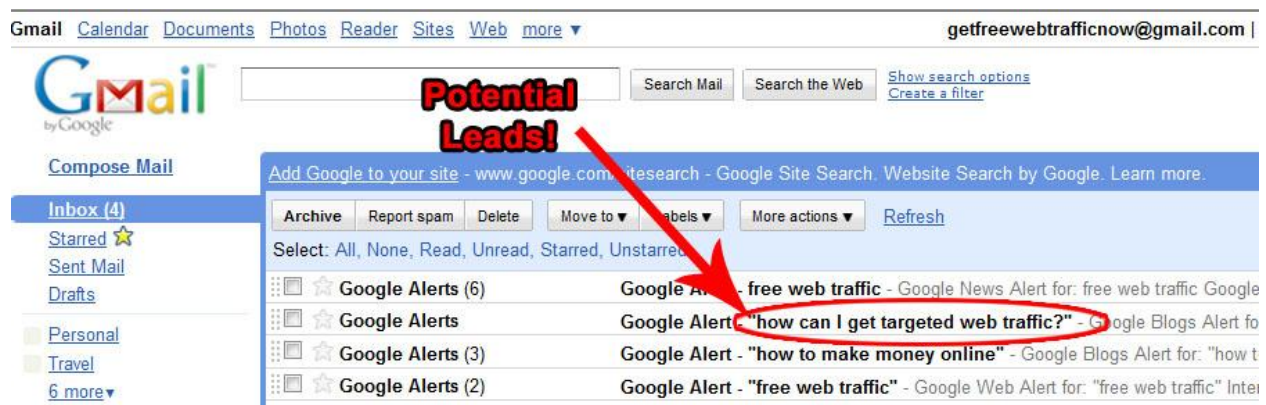 Gmail Calendar Documents Photos Reader Sites Web more ▼ getfreewebtrafficnow@gmail.com |
Gmail
by Google
Search Mail Search the Web Show search options
Create a filter
Potential
Leads!
Compose Mail
Add Google to your site - www.google.com/sitesearch - Google Site Search. Website Search by Google. Learn more.
Inbox (4)
Archive Report spam Delete Move to ▼ Labels ▼ More actions ▼ Refresh
Starred
Select: All, None, Read, Unread, Starred, Unstarred
Sent Mail
Drafts
Google Alerts (6) Google Alert - free web traffic - Google News Alert for: free web traffic Google
Google Alerts Google Alert - "how can I get targeted web traffic?" - Google Blogs Alert fo
Personal
Google Alerts (3) Google Alert - "how to make money online" - Google Blogs Alert for: "how t
Travel
Google Alerts (2) Google Alert - "free web traffic" - Google Web Alert for: "free web traffic" Inter
6 more ▼